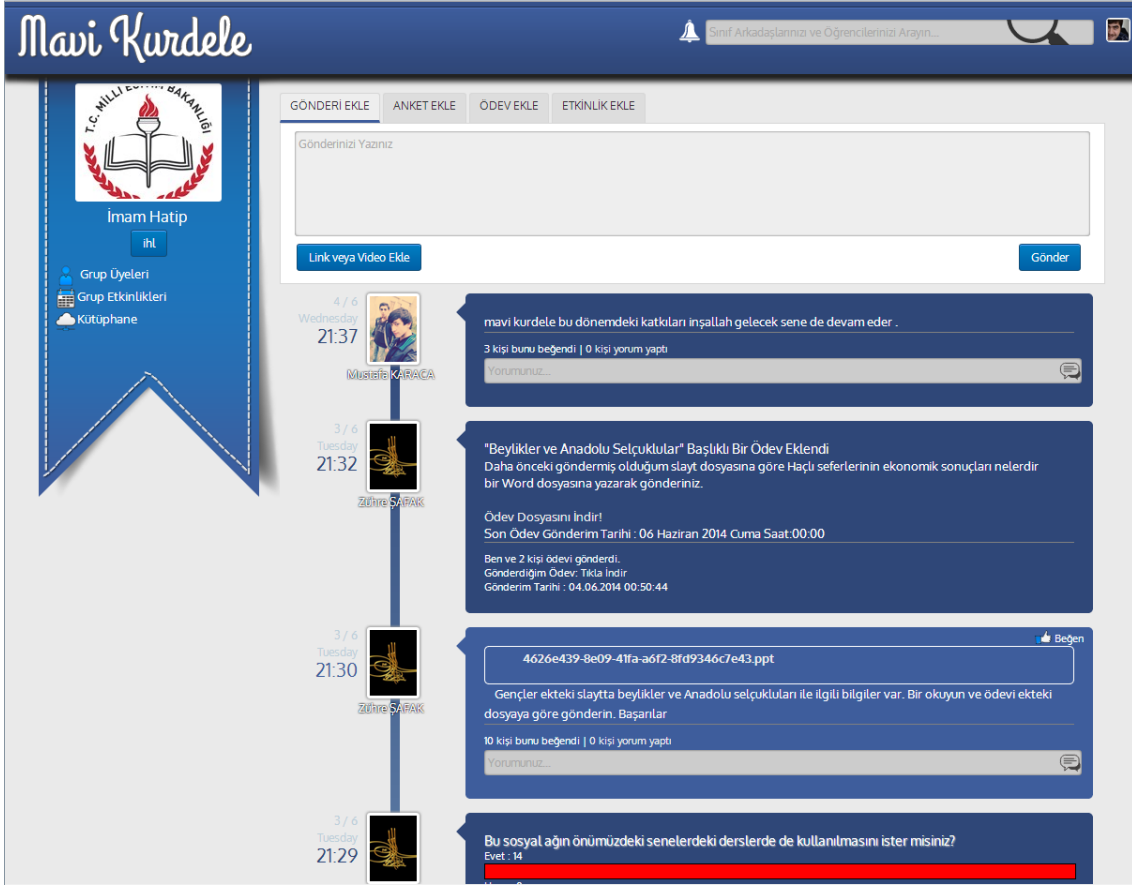 Mavi Kurdele
Sınıf Arkadaşlarınızı ve Öğrencilerinizi Arayın...
T.C. MİLLİ EĞİTİM BAKANLIĞI
İmam Hatip
ihl
Grup Üyeleri
Grup Etkinlikleri
Kütüphane
GÖNDERİ EKLE ANKET EKLE ÖDEV EKLE ETKİNLİK EKLE
Gönderinizi Yazınız
Link veya Video Ekle Gönder
4 / 6
Wednesday
21:37
Mustafa KARACA
mavi kurdele bu dönemdeki katkıları inşallah gelecek sene de devam eder .
3 kişi bunu beğendi | 0 kişi yorum yaptı
Yorumunuz...
3 / 6
Tuesday
21:32
Zühre ŞAFAK
"Beylikler ve Anadolu Selçuklular" Başlıklı Bir Ödev Eklendi
Daha önceki göndermiş olduğum slayt dosyasına göre Haçlı seferlerinin ekonomik sonuçları nelerdir
bir Word dosyasına yazarak gönderiniz.
Ödev Dosyasını İndir!
Son Ödev Gönderim Tarihi : 06 Haziran 2014 Cuma Saat:00:00
Ben ve 2 kişi ödevi gönderdi.
Gönderdiğim Ödev: Tıkla İndir
Gönderim Tarihi : 04.06.2014 00:50:44
3 / 6
Tuesday
21:30
Zühre ŞAFAK
Beğen
4626e439-8e09-41fa-a6f2-8fd9346c7e43.ppt
Gençler ekteki slaytta beylikler ve Anadolu selçukluları ile ilgili bilgiler var. Bir okuyun ve ödevi ekteki
dosyaya göre gönderin. Başarılar
10 kişi bunu beğendi | 0 kişi yorum yaptı
Yorumunuz...
3 / 6
Tuesday
21:29
Bu sosyal ağın önümüzdeki senelerdeki derslerde de kullanılmasını ister misiniz?
Evet : 14